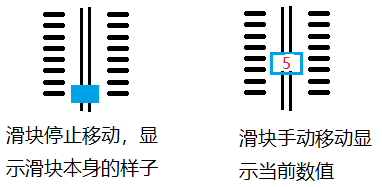 5
滑块停止移动，显
示滑块本身的样子
滑块手动移动显
示当前数值